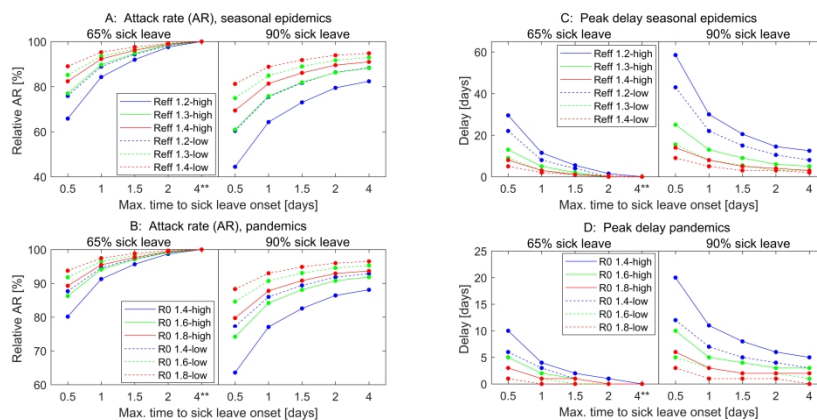 A: Attack rate (AR), seasonal epidemics
65% sick leave
90% sick leave
100
80
60
40
Relative AR [%]
Reff 1.2-high
Reff 1.3-high
Reff 1.4-high
Reff 1.2-low
Reff 1.3-low
Reff 1.4-low
0.5 1 1.5 2 4** 0.5 1 1.5 2 4
Max. time to sick leave onset [days]
B: Attack rate (AR), pandemics
65% sick leave
90% sick leave
100
90
80
70
60
Relative AR [%]
R0 1.4-high
R0 1.6-high
R0 1.8-high
R0 1.4-low
R0 1.6-low
R0 1.8-low
0.5 1 1.5 2 4** 0.5 1 1.5 2 4
Max. time to sick leave onset [days]
C: Peak delay seasonal epidemics
65% sick leave
90% sick leave
60
40
20
0
Delay [days]
Reff 1.2-high
Reff 1.3-high
Reff 1.4-high
Reff 1.2-low
Reff 1.3-low
Reff 1.4-low
0.5 1 1.5 2 4** 0.5 1 1.5 2 4
Max. time to sick leave onset [days]
D: Peak delay pandemics
65% sick leave
90% sick leave
25
20
15
10
5
0
Delay [days]
R0 1.4-high
R0 1.6-high
R0 1.8-high
R0 1.4-low
R0 1.6-low
R0 1.8-low
0.5 1 1.5 2 4** 0.5 1 1.5 2 4
Max. time to sick leave onset [days]